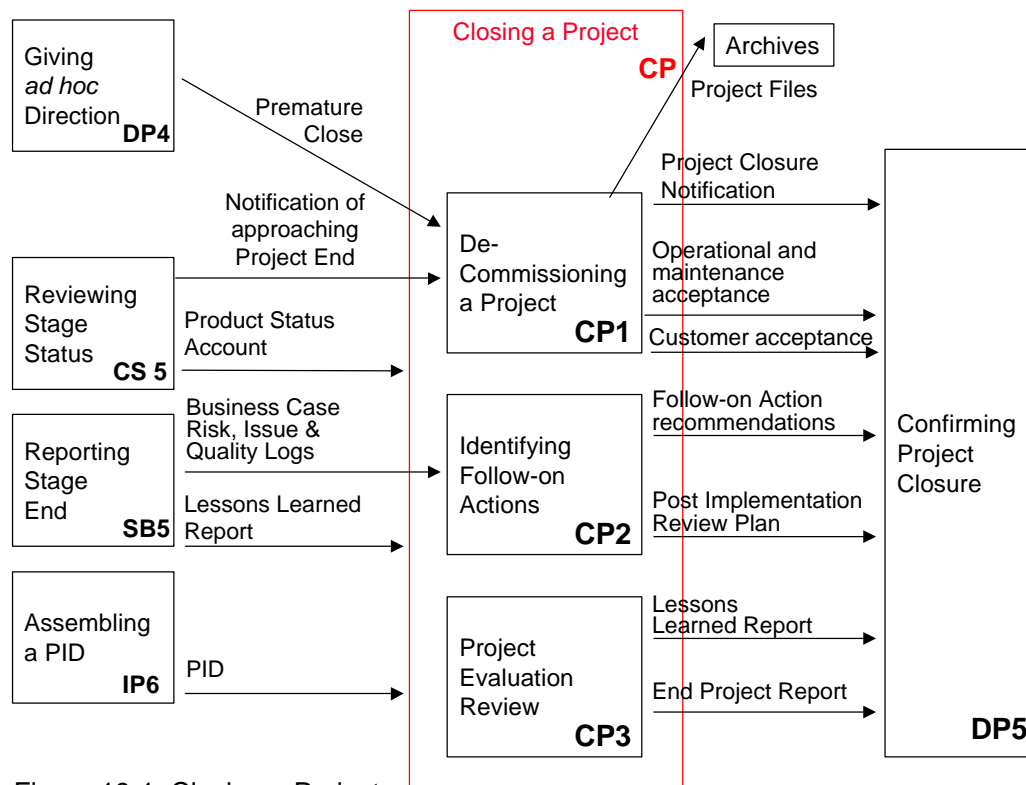 Closing a Project
CP
Archives
Project Files
Giving
ad hoc
Direction
DP4
Premature
Close
Notification of
approaching
Project End
Reviewing
Stage
Status
CS 5
Product Status
Account
Business Case
Risk, Issue &
Quality Logs
Reporting
Stage
End
SB5
Lessons Learned
Report
Assembling
a PID
IP6
PID
De-
Commissioning
a Project
CP1
Identifying
Follow-on
Actions
CP2
Project
Evaluation
Review
CP3
Project Closure
Notification
Operational and
maintenance
acceptance
Customer acceptance
Follow-on Action
recommendations
Post Implementation
Review Plan
Lessons
Learned Report
End Project Report
Confirming
Project
Closure
DP5